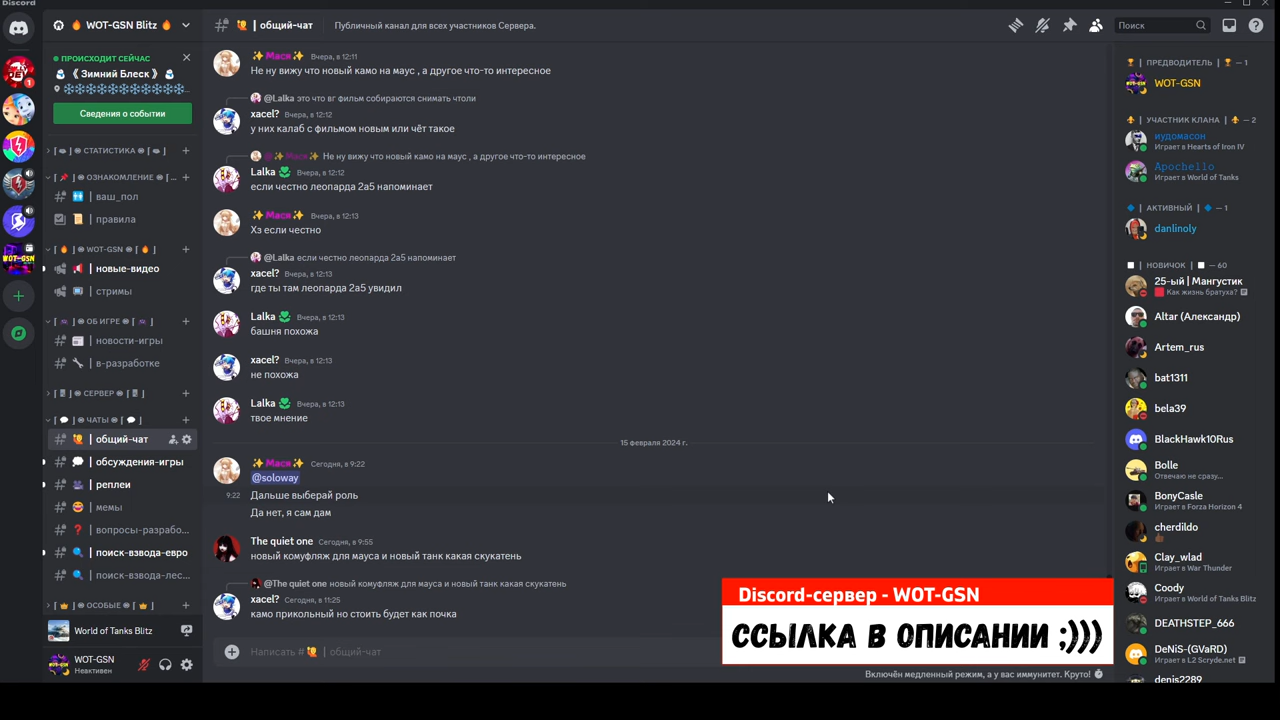 Discord
WOT-GSN Blitz
ПРОИСХОДИТ СЕЙЧАС
《 Зимний Блеск 》
Сведения о событии
СТАТИСТИКА
ОЗНАКОМЛЕНИЕ
| ваш_пол
| правила
WOT-GSN
| новые-видео
| стримы
ОБ ИГРЕ
| новости-игры
| в-разработке
СЕРВЕР
ЧАТЫ
| общий-чат
| обсуждения-игры
| реплеи
| мемы
| вопросы-разрабо...
| поиск-взвода-евро
| поиск-взвода-лес...
ОСОБЫЕ
World of Tanks Blitz
WOT-GSN
Неактивен
| общий-чат
Публичный канал для всех участников Сервера.
Поиск
✨Мася✨ Вчера, в 12:11
Не ну вижу что новый камо на маус , а другое что-то интересное
@Lalka это что вг фильм собираются снимать чтоли
xacel? Вчера, в 12:12
у них калаб с фильмом новым или чёт такое
@✨Мася✨ Не ну вижу что новый камо на маус , а другое что-то интересное
Lalka Вчера, в 12:12
если честно леопарда 2а5 напоминает
✨Мася✨ Вчера, в 12:13
Хз если честно
@Lalka если честно леопарда 2а5 напоминает
xacel? Вчера, в 12:13
где ты там леопарда 2а5 увидил
Lalka Вчера, в 12:13
башня похожа
xacel? Вчера, в 12:13
не похожа
Lalka Вчера, в 12:13
твое мнение
15 февраля 2024 г.
✨Мася✨ Сегодня, в 9:22
@soloway
9:22 Дальше выберай роль
Да нет, я сам дам
The quiet one Сегодня, в 9:55
новый комуфляж для мауса и новый танк какая скукатень
@The quiet one новый комуфляж для мауса и новый танк какая скукатень
xacel? Сегодня, в 11:25
камо прикольный но стоить будет как почка
Написать # | общий-чат
Включён медленный режим, а у вас иммунитет. Круто!
Discord-сервер - WOT-GSN
ССЫЛКА В ОПИСАНИИ ;)))
ПРЕДВОДИТЕЛЬ — 1
WOT-GSN
УЧАСТНИК КЛАНА — 2
иудомасон
Играет в Hearts of Iron IV
Apochello
Играет в World of Tanks
АКТИВНЫЙ — 1
danlinoly
НОВИЧОК — 60
25-ый | Мангустик
Как жизнь братуха?
Altar (Александр)
Artem_rus
bat1311
bela39
BlackHawk10Rus
Bolle
Отвечаю не сразу...
BonyCasle
Играет в Forza Horizon 4
cherdildo
Clay_wlad
Играет в War Thunder
Coody
Играет в World of Tanks Blitz
DEATHSTEP_666
DeNiS-(GVaRD)
Играет в L2 Scryde.net
denis2289